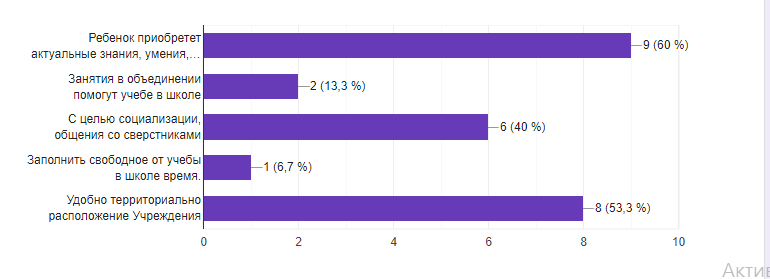 Ребенок приобретет
актуальные знания, умения,…
9 (60 %)
Занятия в объединении
помогут учебе в школе
2 (13,3 %)
С целью социализации,
общения со сверстниками
6 (40 %)
Заполнить свободное от учебы
в школе время.
1 (6,7 %)
Удобно территориально
расположение Учреждения
8 (53,3 %)
0 2 4 6 8 10
Актив